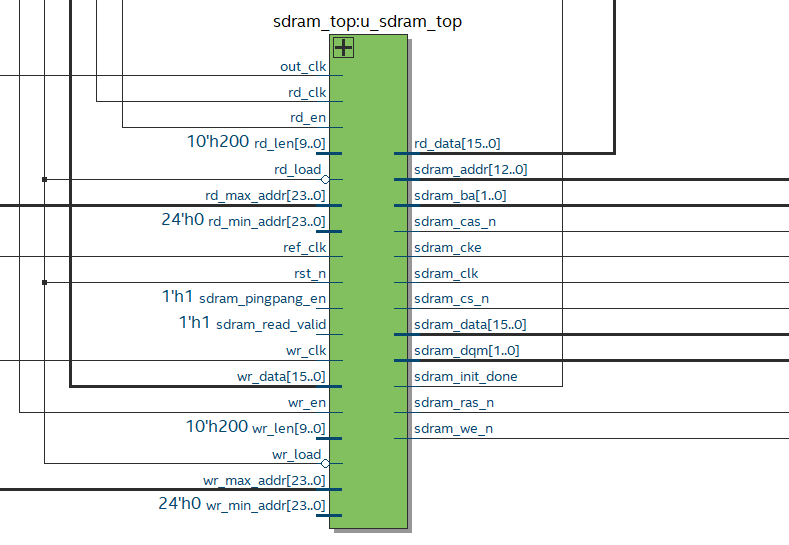 sdram_top:u_sdram_top
out_clk
rd_clk
rd_en
10'h200 rd_len[9..0]
rd_data[15..0]
rd_load
sdram_addr[12..0]
rd_max_addr[23..0]
sdram_ba[1..0]
24'h0 rd_min_addr[23..0]
sdram_cas_n
ref_clk
sdram_cke
rst_n
sdram_clk
1'h1 sdram_pingpang_en
sdram_cs_n
1'h1 sdram_read_valid
sdram_data[15..0]
wr_clk
sdram_dqm[1..0]
wr_data[15..0]
sdram_init_done
wr_en
sdram_ras_n
10'h200 wr_len[9..0]
sdram_we_n
wr_load
wr_max_addr[23..0]
24'h0 wr_min_addr[23..0]